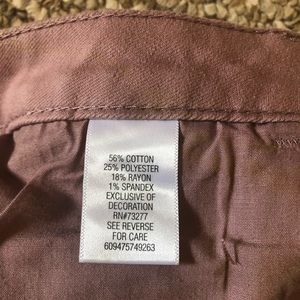 56% COTTON
25% POLYESTER
18% RAYON
1% SPANDEX
EXCLUSIVE OF
DECORATION
RN#73277
SEE REVERSE
FOR CARE
609475749263